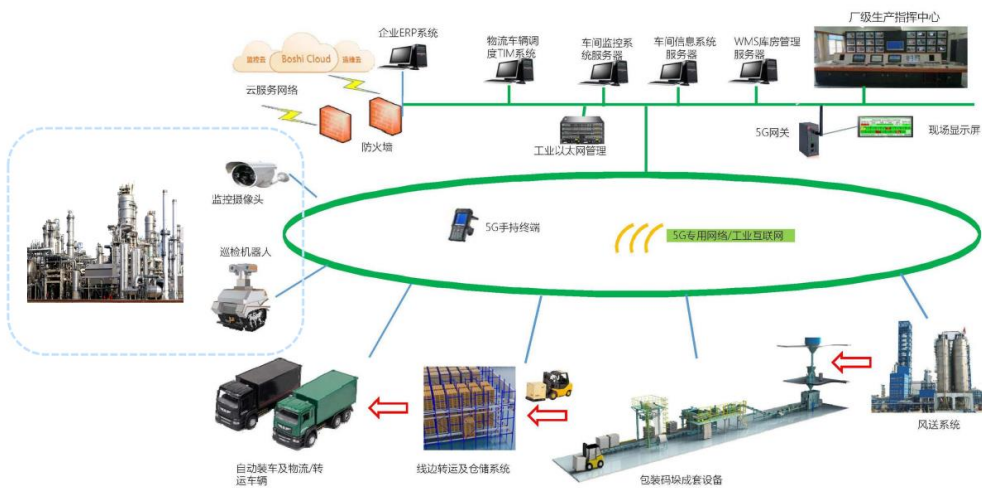 厂级生产指挥中心
企业ERP系统
物流车辆调
度TIM系统
车间监控系
统服务器
车间信息系统
服务器
WMS库房管理
服务器
监控云
Boshi Cloud
运维云
云服务网络
防火墙
工业以太网管理
5G网关
现场显示屏
监控摄像头
5G手持终端
5G专用网络/工业互联网
巡检机器人
自动装车及物流/转
运车辆
线边转运及仓储系统
包装码垛成套设备
风送系统